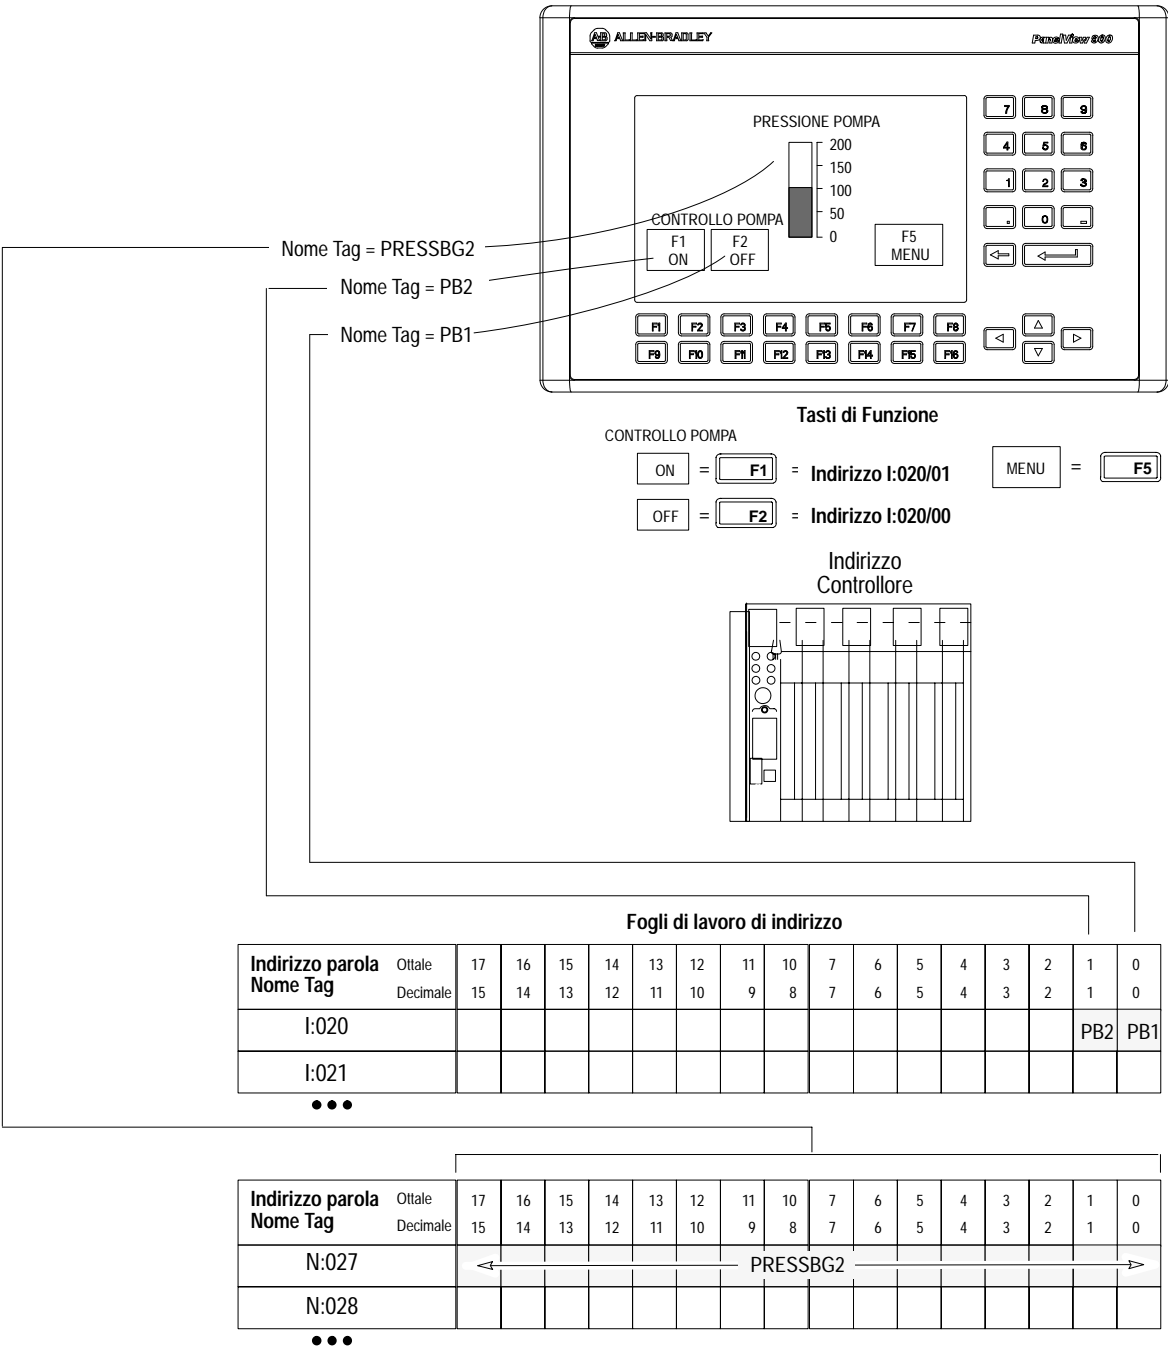 ALLEN-BRADLEY
PanelView 800
PRESSIONE POMPA
200
150
100
50
0
CONTROLLO POMPA
F1
ON
F2
OFF
F5
MENU
7 8 9
4 5 6
1 2 3
. 0 -
F1 F2 F3 F4 F5 F6 F7 F8
F9 F10 F11 F12 F13 F14 F15 F16
Nome Tag = PRESSBG2
Nome Tag = PB2
Nome Tag = PB1
Tasti di Funzione
CONTROLLO POMPA
ON = F1 = Indirizzo I:020/01
MENU = F5
OFF = F2 = Indirizzo I:020/00
Indirizzo
Controllore
Fogli di lavoro di indirizzo
Indirizzo parola Ottale 17 16 15 14 13 12 11 10 7 6 5 4 3 2 1 0
Nome Tag Decimale 15 14 13 12 11 10 9 8 7 6 5 4 3 2 1 0
I:020 PB2 PB1
I:021
Indirizzo parola Ottale 17 16 15 14 13 12 11 10 7 6 5 4 3 2 1 0
Nome Tag Decimale 15 14 13 12 11 10 9 8 7 6 5 4 3 2 1 0
N:027 PRESSBG2
N:028